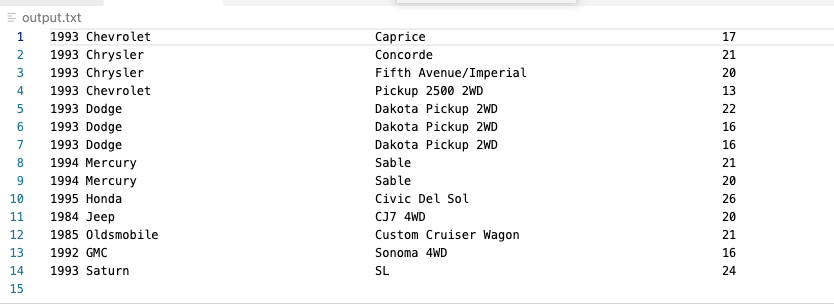 output.txt
1 1993 Chevrolet Caprice 17
2 1993 Chrysler Concorde 21
3 1993 Chrysler Fifth Avenue/Imperial 20
4 1993 Chevrolet Pickup 2500 2WD 13
5 1993 Dodge Dakota Pickup 2WD 22
6 1993 Dodge Dakota Pickup 2WD 16
7 1993 Dodge Dakota Pickup 2WD 16
8 1994 Mercury Sable 21
9 1994 Mercury Sable 20
10 1995 Honda Civic Del Sol 26
11 1984 Jeep CJ7 4WD 20
12 1985 Oldsmobile Custom Cruiser Wagon 21
13 1992 GMC Sonoma 4WD 16
14 1993 Saturn SL 24
15